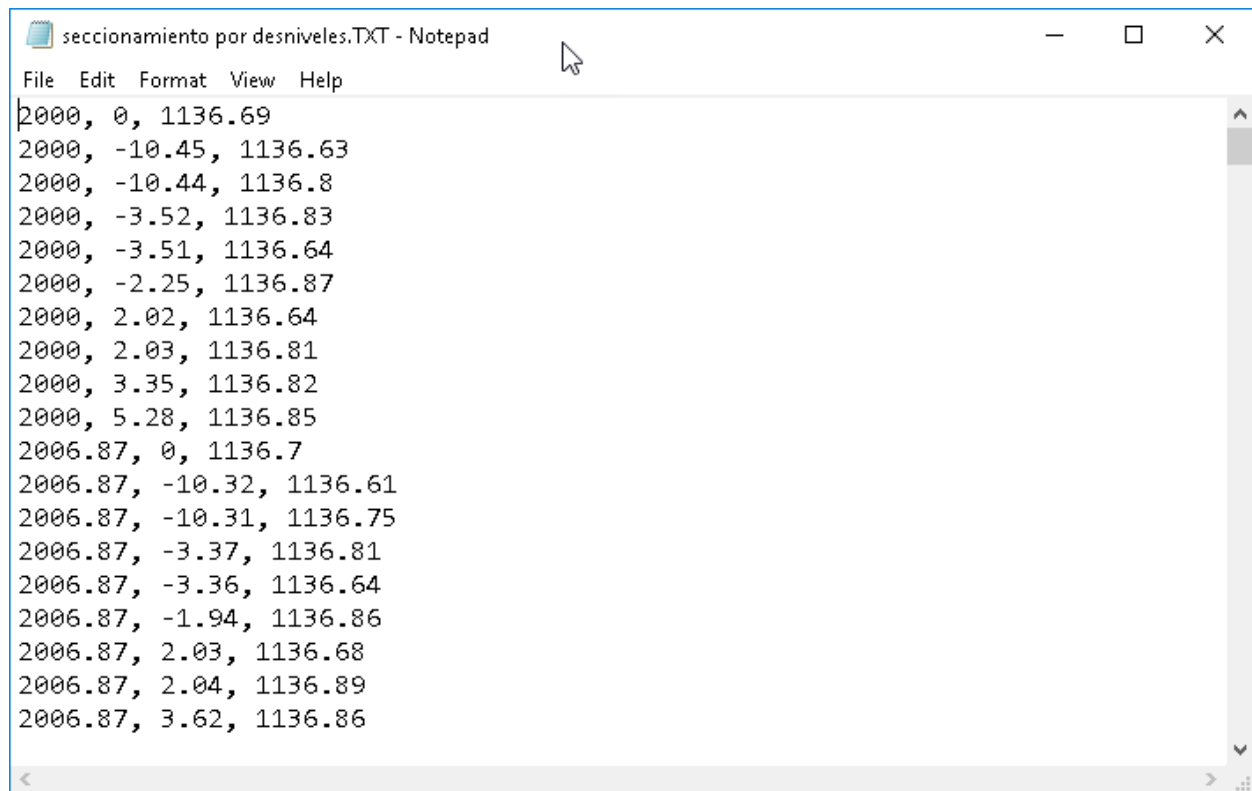 seccionamiento por desniveles.TXT - Notepad
File Edit Format View Help
2000, 0, 1136.69
2000, -10.45, 1136.63
2000, -10.44, 1136.8
2000, -3.52, 1136.83
2000, -3.51, 1136.64
2000, -2.25, 1136.87
2000, 2.02, 1136.64
2000, 2.03, 1136.81
2000, 3.35, 1136.82
2000, 5.28, 1136.85
2006.87, 0, 1136.7
2006.87, -10.32, 1136.61
2006.87, -10.31, 1136.75
2006.87, -3.37, 1136.81
2006.87, -3.36, 1136.64
2006.87, -1.94, 1136.86
2006.87, 2.03, 1136.68
2006.87, 2.04, 1136.89
2006.87, 3.62, 1136.86